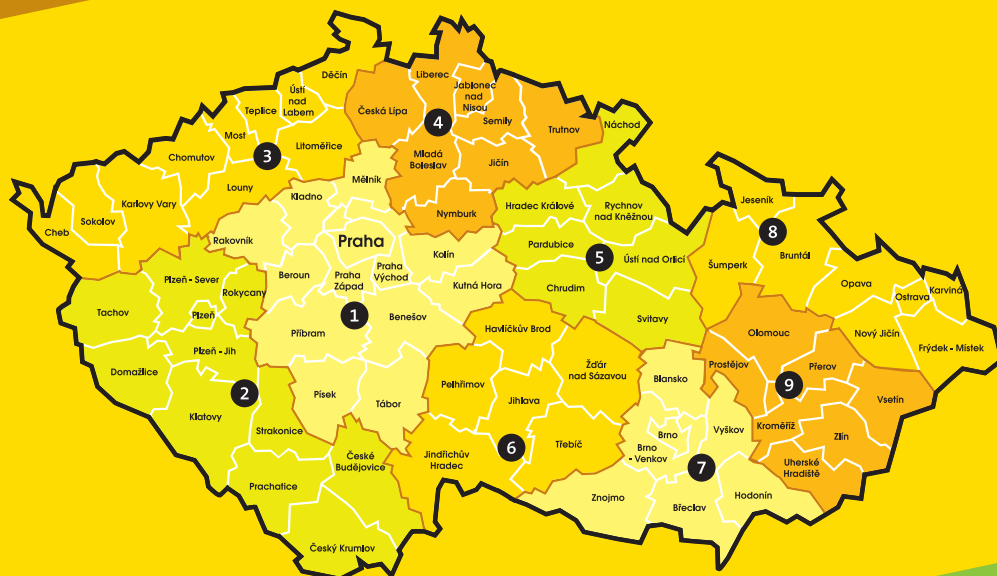 Děčín
Ústí
nad
Labem
Teplice
Most
Chomutov
Litoměřice
3
Louny
Karlovy Vary
Sokolov
Cheb
Liberec
Jablonec
nad
Nisou
Česká Lípa
4
Semily
Trutnov
Mladá
Boleslav
Jičín
Nymburk
Mělník
Kladno
Rakovník
Praha
Beroun
Praha
Západ
Praha
Východ
Kolín
Kutná Hora
1
Benešov
Příbram
Písek
Tábor
Plzeň - Sever
Rokycany
Tachov
Plzeň
Plzeň - Jih
Domažlice
2
Klatovy
Strakonice
České
Budějovice
Prachatice
Český Krumlov
Náchod
Hradec Králové
Rychnov
nad Kněžnou
Pardubice
5
Ústí nad Orlicí
Chrudim
Svitavy
Havlíčkův Brod
Žďár
nad Sázavou
Pelhřimov
Jihlava
6
Třebíč
Jindřichův
Hradec
Blansko
Vyškov
Brno
Brno
- Venkov
7
Znojmo
Břeclav
Hodonín
Jeseník
8
Bruntál
Šumperk
Opava
Ostrava
Karviná
Nový Jičín
Frýdek - Místek
Olomouc
Prostějov
Přerov
9
Vsetín
Kroměříž
Zlín
Uherské
Hradiště